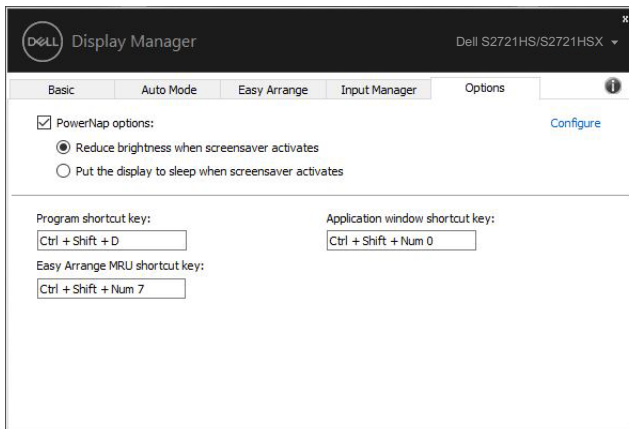 x
DELL Display Manager
Dell S2721HS/S2721HSX
Basic
Auto Mode
Easy Arrange
Input Manager
Options
i
PowerNap options:
Configure
Reduce brightness when screensaver activates
Put the display to sleep when screensaver activates
Program shortcut key:
Application window shortcut key:
Ctrl + Shift + D
Ctrl + Shift + Num 0
Easy Arrange MRU shortcut key:
Ctrl + Shift + Num 7